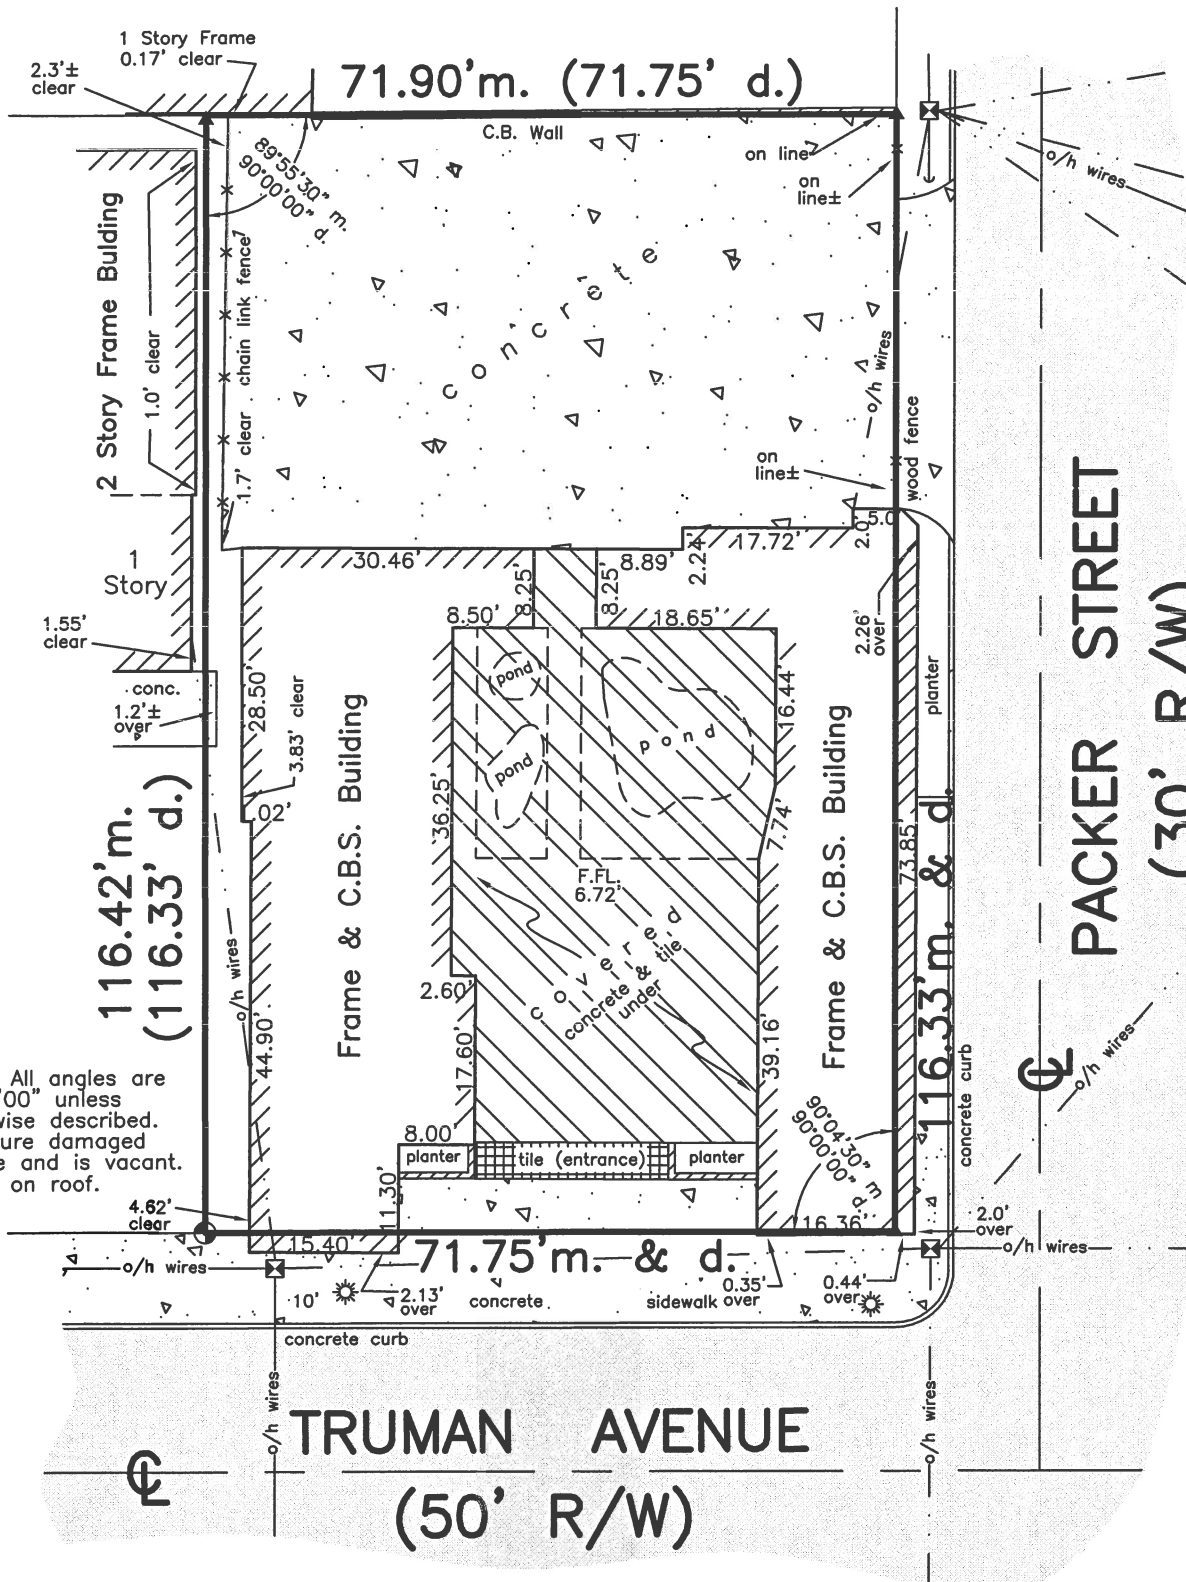 1 Story Frame
0.17' clear
2.3'±
clear
71.90'm. (71.75' d.)
C.B. Wall
on line
on
line±
o/h wires
89°55'30" m.
90°00'00" d.
2 Story Frame Bulding
1.0' clear
chain link fence
1.7' clear
concrete
o/h wires
wood fence
on
line±
5.0'
2.0'
17.72'
2.24'
8.89'
30.46'
8.25'
8.25'
1
Story
1.55'
clear
8.50'
18.65'
2.26'
over
planter
conc.
1.2'±
over
28.50'
3.83' clear
pond
pond
pond
16.44'
7.74'
.02'
36.25'
F.FL.
6.72'
Frame & C.B.S. Building
Frame & C.B.S. Building
73.85'
116.33'm. & d.
PACKER STREET
(30' R/W)
116.42'm.
(116.33' d.)
o/h wires
covered
concrete & tile
under
2.60'
17.60'
39.16'
44.90'
C L
o/h wires
concrete curb
All angles are
'00" unless
wise described.
ure damaged
e and is vacant.
on roof.
90°04'30" m
90°00'00" d.
8.00'
planter
tile (entrance)
planter
11.30'
4.62'
clear
15.40'
16.36'
2.0'
over
71.75'm. & d.
o/h wires
o/h wires
10'
2.13'
over
concrete
sidewalk
0.35'
over
0.44'
over
concrete curb
o/h wires
o/h wires
TRUMAN AVENUE
C L
(50' R/W)